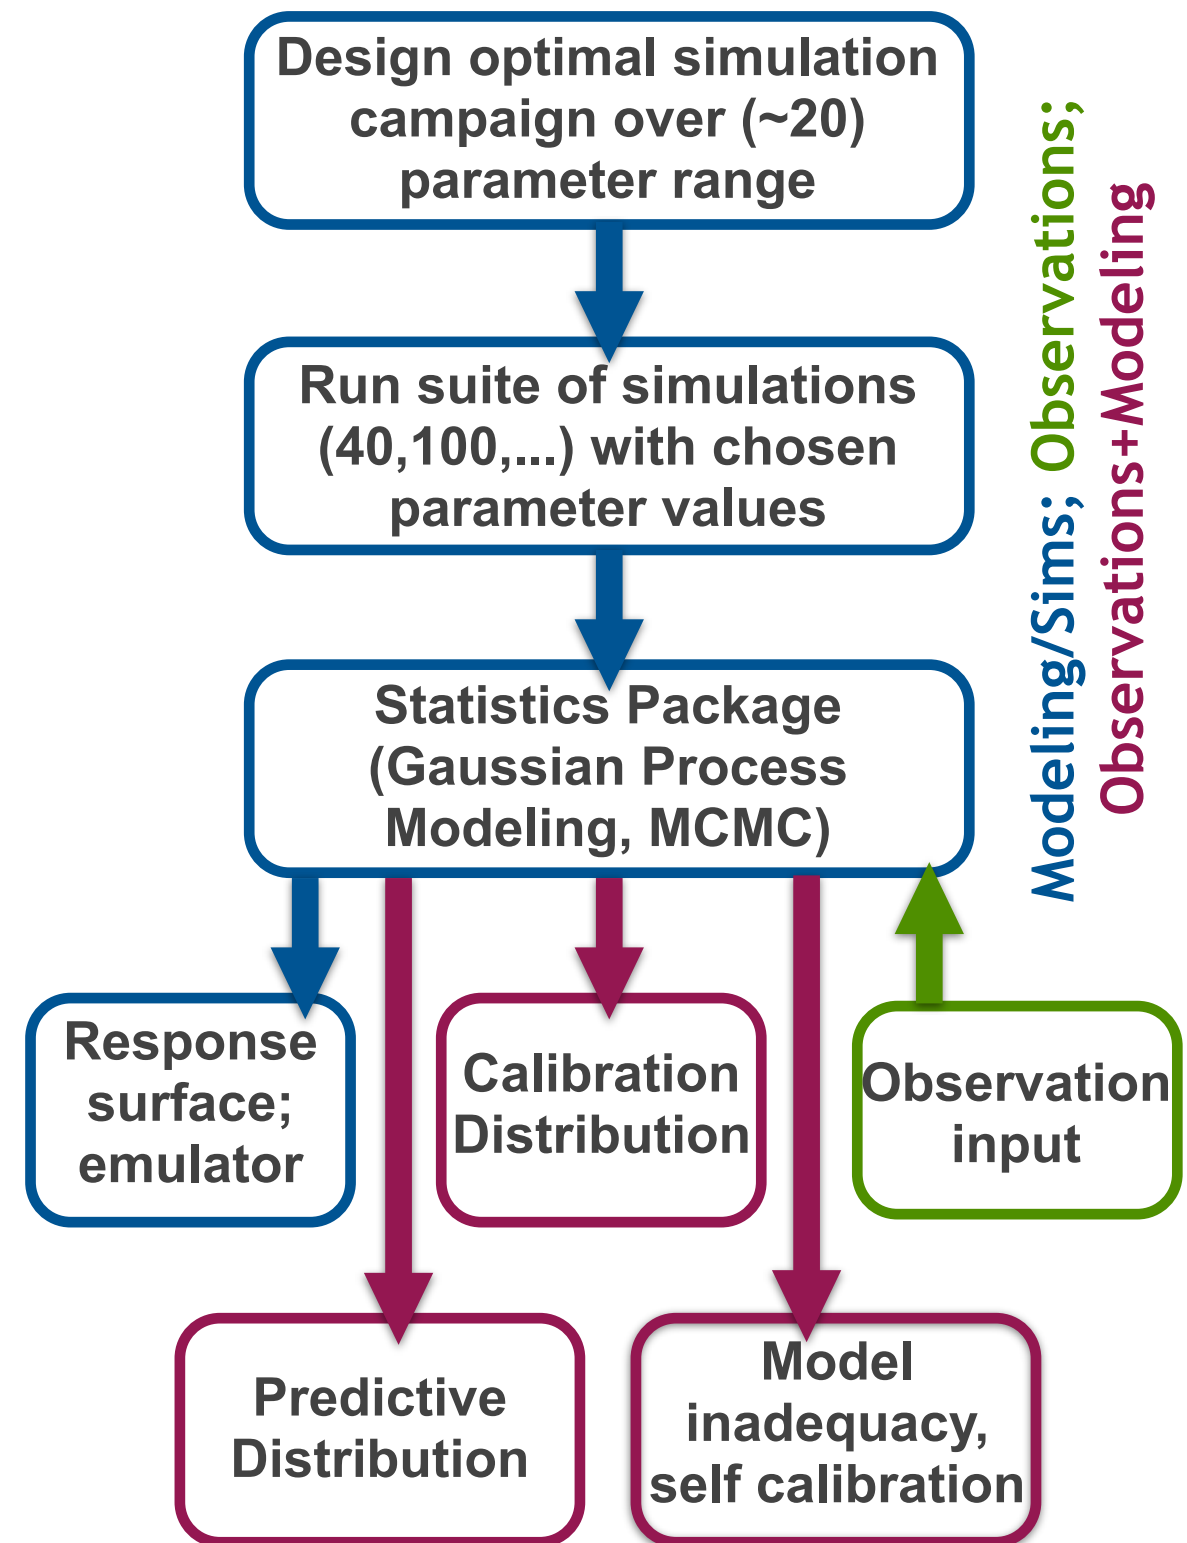 Design optimal simulation
campaign over (~20)
parameter range
Run suite of simulations
(40,100,...) with chosen
parameter values
Statistics Package
(Gaussian Process
Modeling, MCMC)
Response
surface;
emulator
Calibration
Distribution
Observation
input
Predictive
Distribution
Model
inadequacy,
self calibration
Modeling/Sims; Observations;
Observations+Modeling